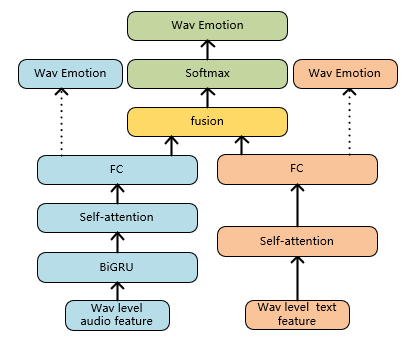 Wav Emotion
Wav Emotion
Softmax
Wav Emotion
fusion
FC
FC
Self-attention
Self-attention
BiGRU
Wav level
audio feature
Wav level text
feature